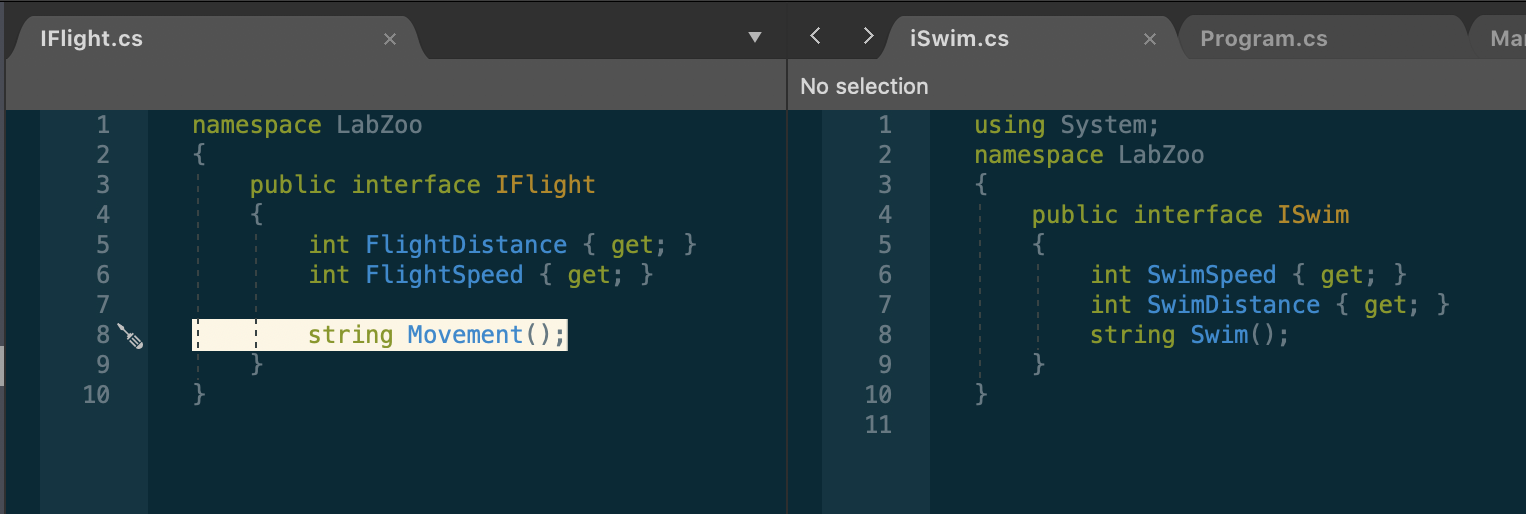 IFlight.cs ×
▼
< > iSwim.cs × Program.cs
No selection
1 namespace LabZoo
2 {
3     public interface IFlight
4     {
5         int FlightDistance { get; }
6         int FlightSpeed { get; }
7
8         string Movement();
9     }
10 }
1 using System;
2 namespace LabZoo
3 {
4     public interface ISwim
5     {
6         int SwimSpeed { get; }
7         int SwimDistance { get; }
8         string Swim();
9     }
10 }
11